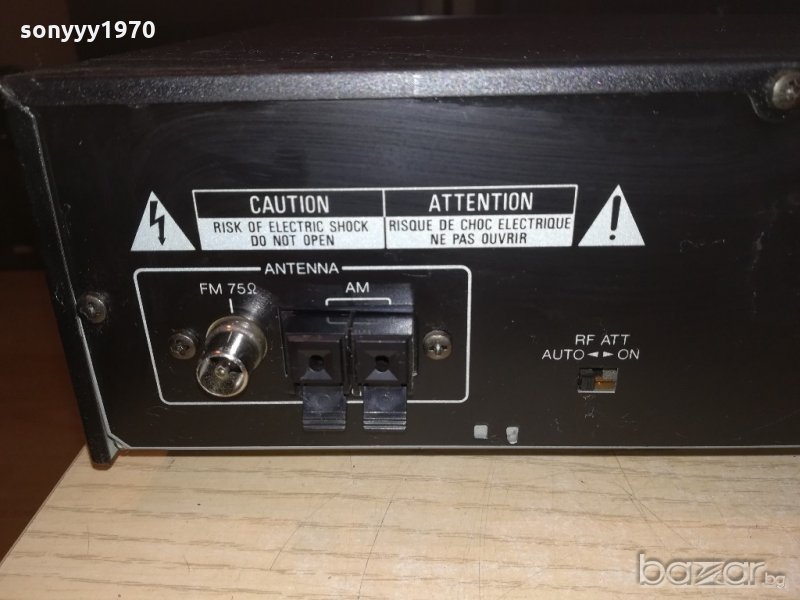 sonyyy1970
CAUTION
RISK OF ELECTRIC SHOCK
DO NOT OPEN
ATTENTION
RISQUE DE CHOC ELECTRIQUE
NE PAS OUVRIR
ANTENNA
FM 75Ω
AM
RF ATT
AUTO ◄ ► ON
bazar.bg